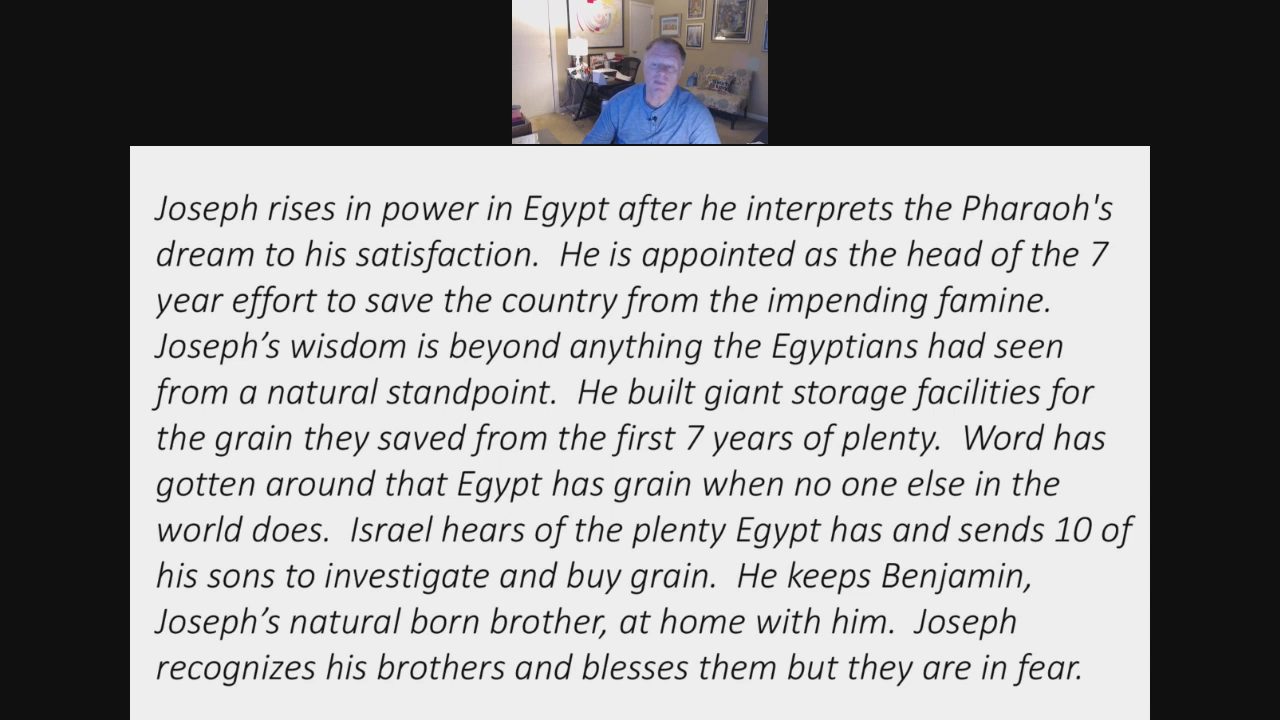 Joseph rises in power in Egypt after he interprets the Pharaoh's
dream to his satisfaction.  He is appointed as the head of the 7
year effort to save the country from the impending famine.
Joseph’s wisdom is beyond anything the Egyptians had seen
from a natural standpoint.  He built giant storage facilities for
the grain they saved from the first 7 years of plenty.  Word has
gotten around that Egypt has grain when no one else in the
world does.  Israel hears of the plenty Egypt has and sends 10 of
his sons to investigate and buy grain.  He keeps Benjamin,
Joseph’s natural born brother, at home with him.  Joseph
recognizes his brothers and blesses them but they are in fear.